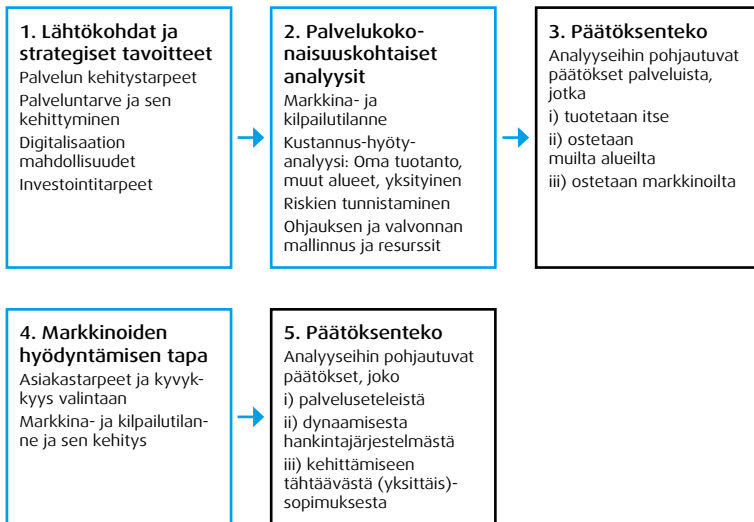 1. Lähtökohdat ja
strategiset tavoitteet
Palvelun kehitystarpeet
Palveluntarve ja sen
kehittyminen
Digitalisaation
mahdollisuudet
Investointitarpeet
2. Palvelukoko-
naisuuskohtaiset
analyysit
Markkina- ja
kilpailutilanne
Kustannus-hyöty-
analyysi: Oma tuotanto,
muut alueet, yksityinen
Riskien tunnistaminen
Ohjauksen ja valvonnan
mallinnus ja resurssit
3. Päätöksenteko
Analyyseihin pohjautuvat
päätökset palveluista,
jotka
i) tuotetaan itse
ii) ostetaan
muilta alueilta
iii) ostetaan markkinoilta
4. Markkinoiden
hyödyntämisen tapa
Asiakastarpeet ja kyvyk-
kyys valintaan
Markkina- ja kilpailutilan-
ne ja sen kehitys
5. Päätöksenteko
Analyyseihin pohjautuvat
päätökset, joko
i) palveluseteleistä
ii) dynaamisesta
hankintajärjestelmästä
iii) kehittämiseen
tähtäävästä (yksittäis)-
sopimuksesta